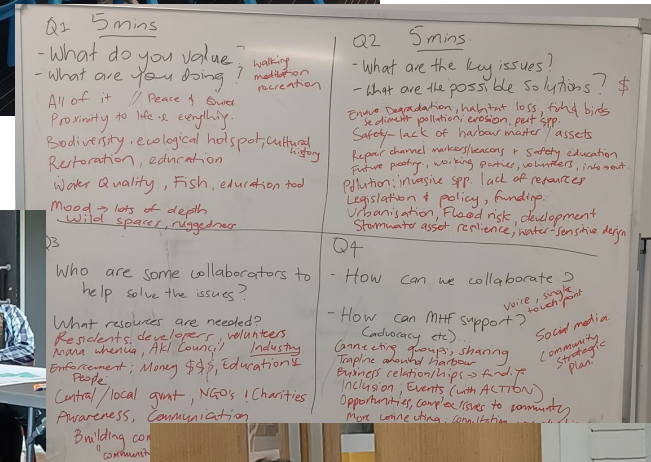 Q1 5 mins
- What do you value?
- What are you doing?
walking
meditation
recreation
All of it // Peace & Quiet
Proximity to life & everything.
Biodiversity, ecological hotspot, cultural history
Restoration, education
Water Quality, Fish, education tool
Mood → lots of depth
Wild spaces, ruggedness
Q2 5 mins
- What are the key issues?
- What are the possible solutions? $
Enviro Degradation, habitat loss, fish & birds
Sediment pollution, erosion, pest spp.
Safety - lack of harbour master / assets
Repair channel markers/beacons + Safety education
Future proofing, working parties, volunteers,
Pollution; invasive spp. lack of resources
Legislation & policy, funding.
Urbanisation, Flood risk, development
Stormwater asset resilience, water-sensitive design
Q3
Who are some collaborators to
help solve the issues?
What resources are needed?
Residents, developers, volunteers
Mana whenua, Akl Council, Industry
Enforcement; Money $$$, Education
People
Central/local gvmt, NGO's! Charities
Awareness, Communication
Building
Q4
- How can we collaborate?
- How can MHF support?
voice, single
touch point
(advocacy etc)...
Connecting groups, sharing
Trapline around harbour
Business relationships →
Inclusion; Events (with ACTION)
Opportunities, complex issues to community
More connecting,
Social media
Community
Strategic
Plan.